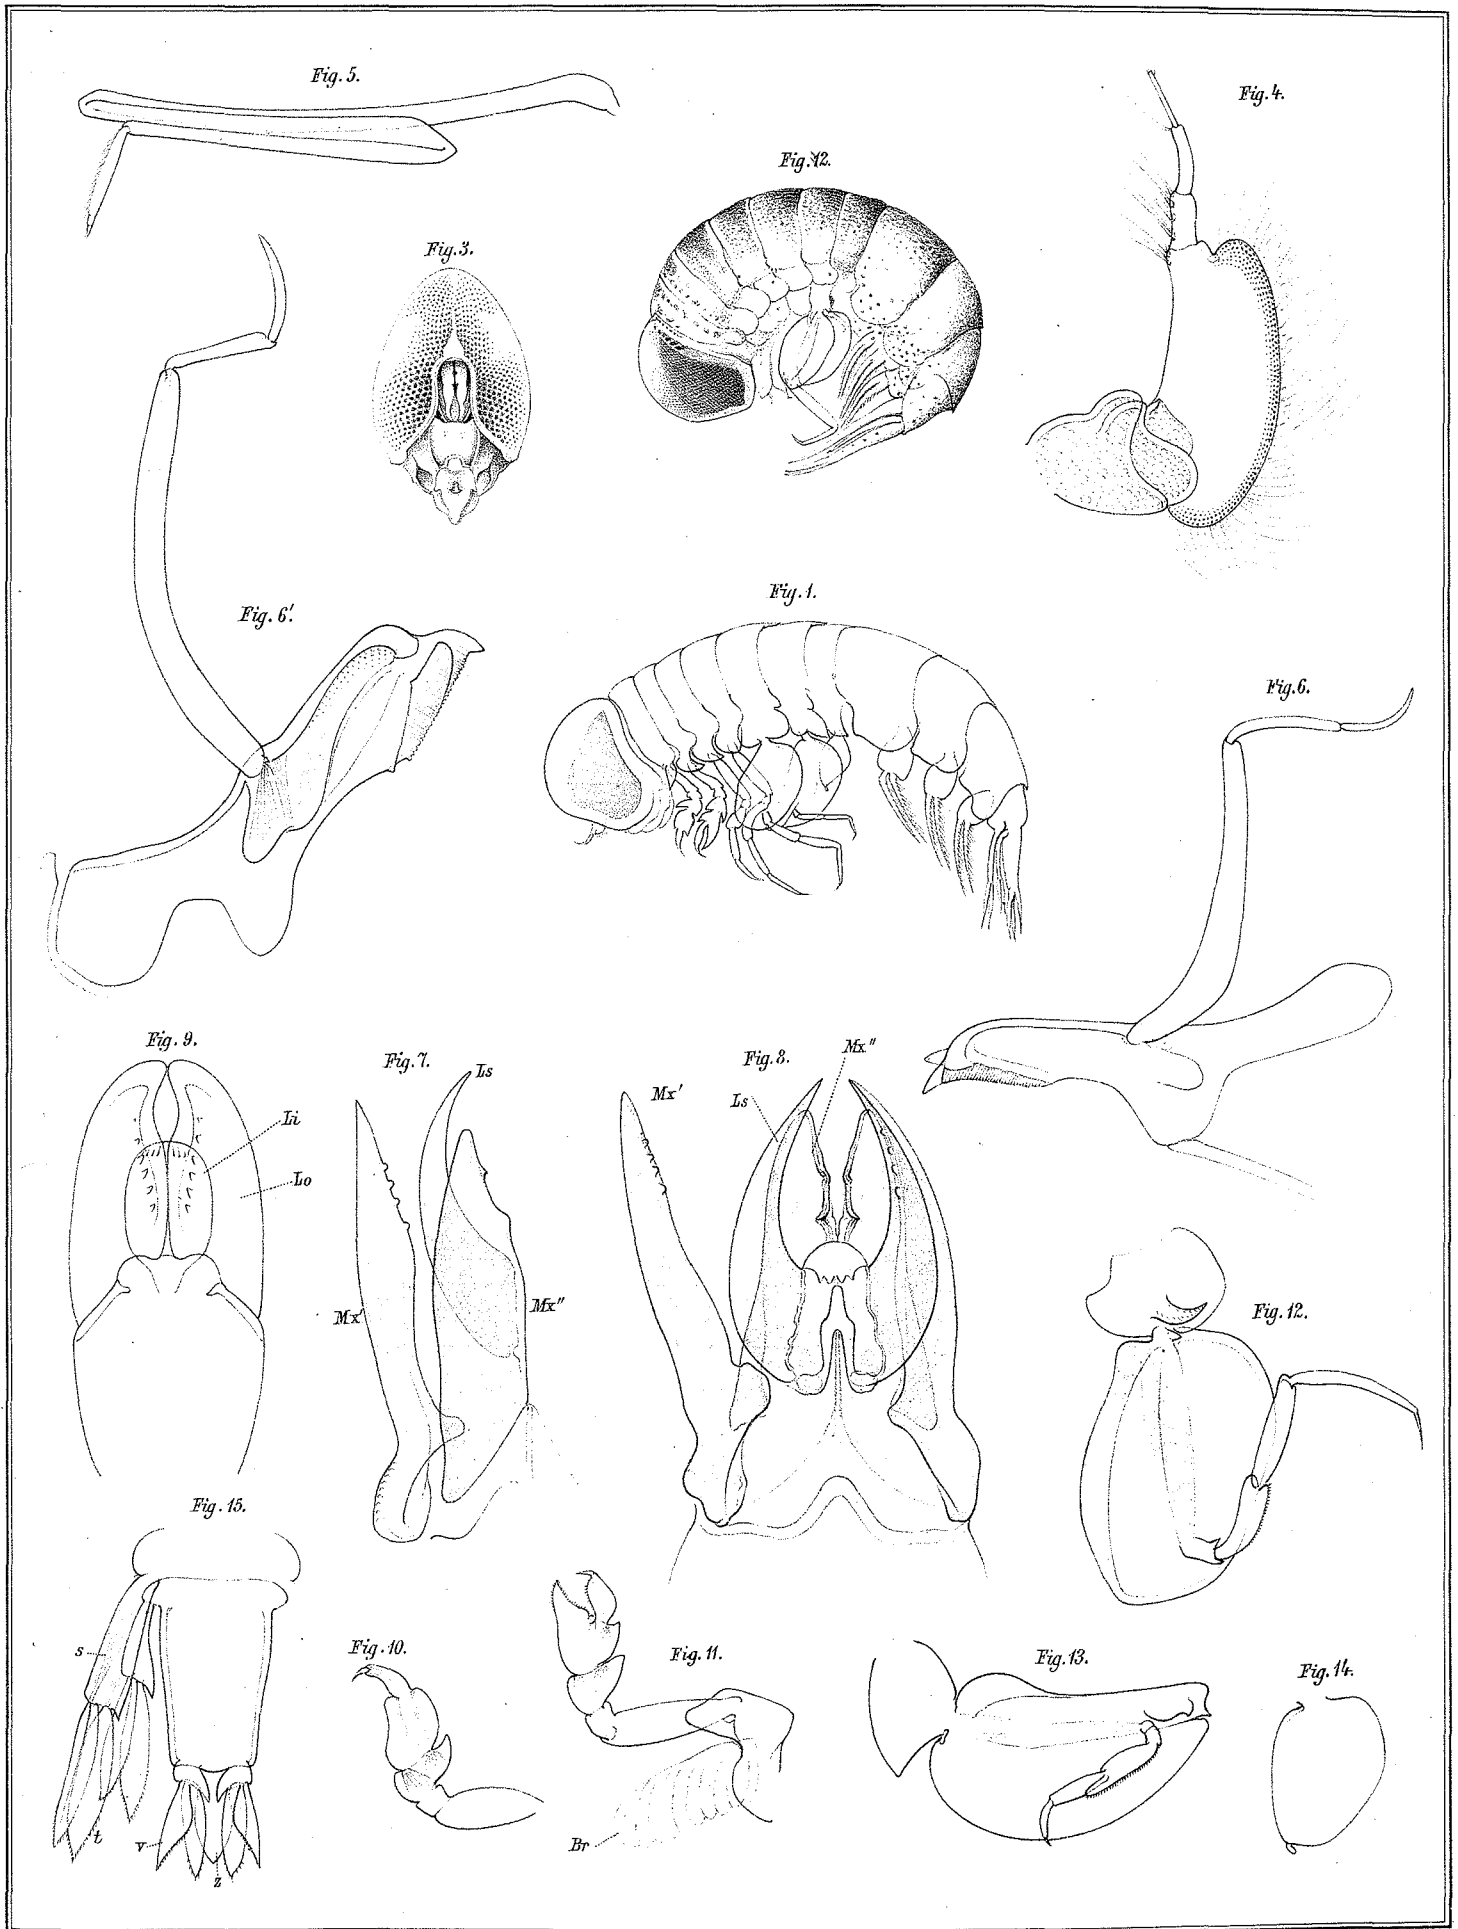 Fig. 5.
Fig. 4.
Fig. 12.
Fig. 3.
Fig. 1.
Fig. 6'.
Fig. 6.
Fig. 9.
Fig. 7.
Ls
Fig. 8.
Mx"
Mx'
Ls
Li
Lo
Mx'
Mx"
Fig. 12.
Fig. 15.
s
Fig. 10.
Fig. 11.
Fig. 13.
Fig. 14.
t
v
z
Br